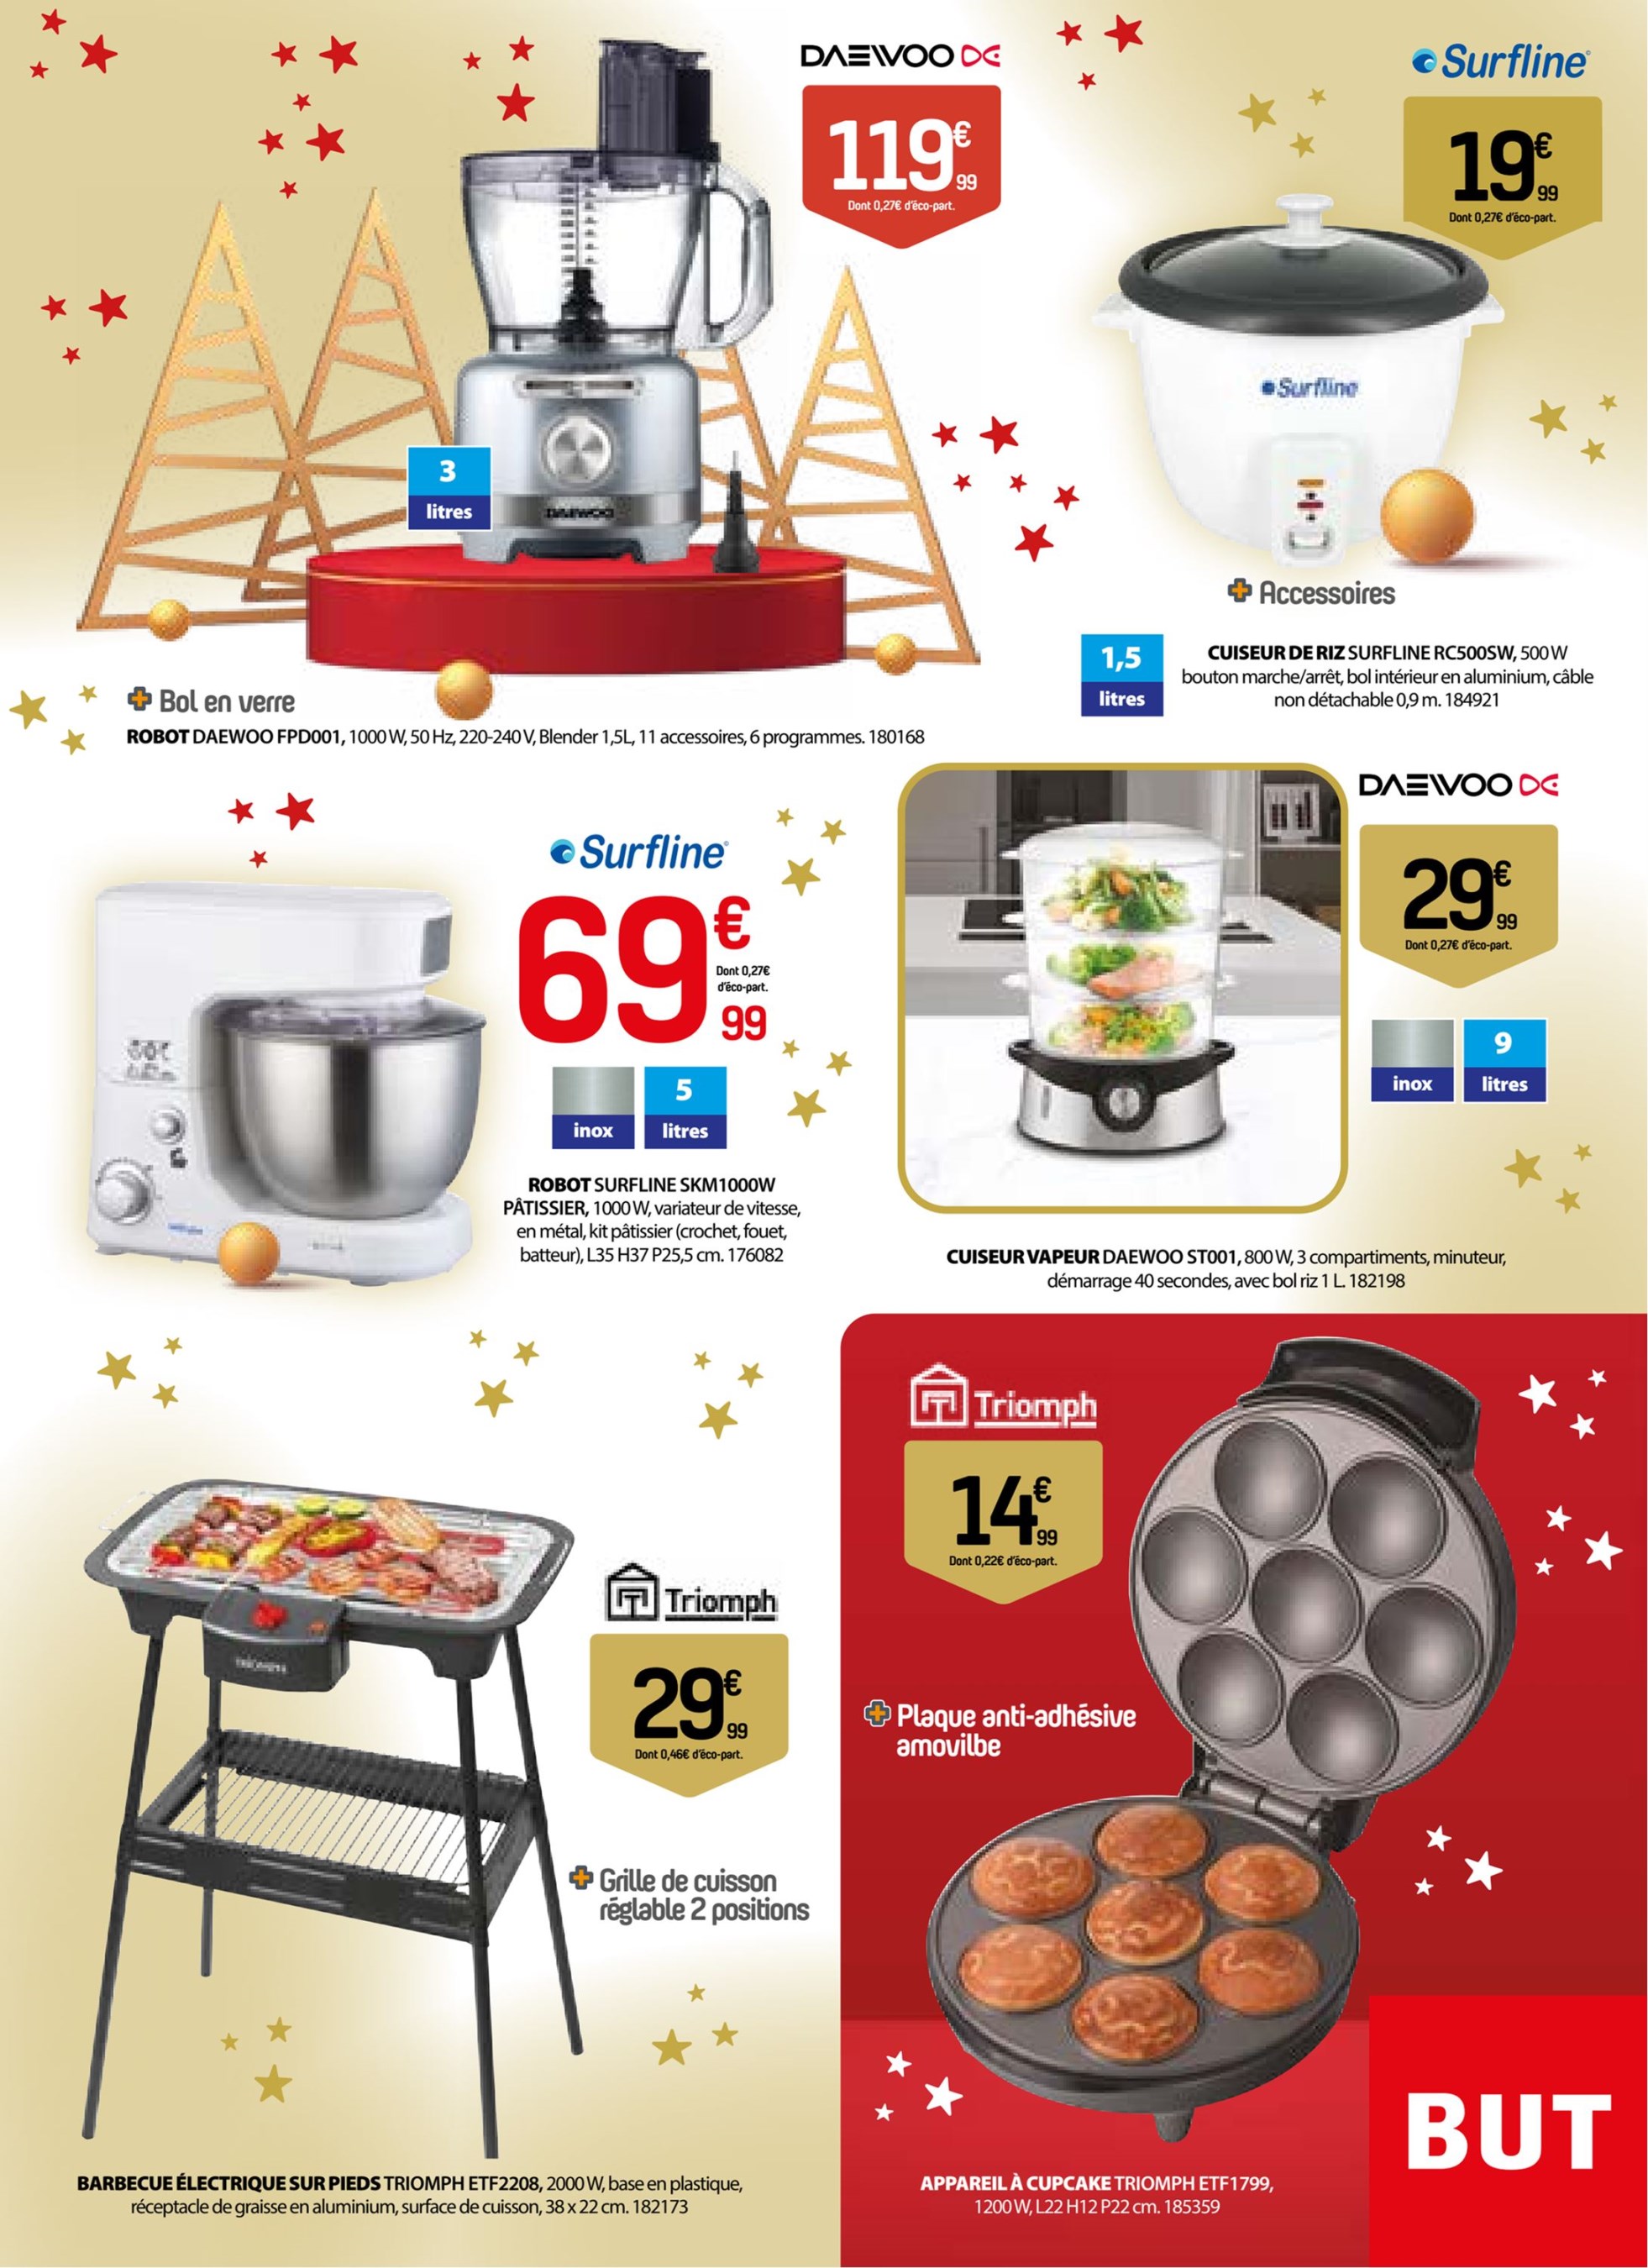 DAEWOO
119€99
Dont 0,27€ d'éco-part.
Surfline
19€99
Dont 0,27€ d'éco-part.
Surfline
3
litres
DAEWOO
Accessoires
1,5
litres
CUISEUR DE RIZ SURFLINE RC500SW, 500 W
bouton marche/arrêt, bol intérieur en aluminium, câble
non détachable 0,9 m. 184921
Bol en verre
ROBOT DAEWOO FPD001, 1000 W, 50 Hz, 220-240 V, Blender 1,5L, 11 accessoires, 6 programmes. 180168
Surfline
69€99
Dont 0,27€
d'éco-part.
inox
5
litres
ROBOT SURFLINE SKM1000W
PÂTISSIER, 1000 W, variateur de vitesse,
en métal, kit pâtissier (crochet, fouet,
batteur), L35 H37 P25,5 cm. 176082
DAEWOO
29€99
Dont 0,27€ d'éco-part.
inox
9
litres
CUISEUR VAPEUR DAEWOO ST001, 800 W, 3 compartiments, minuteur,
démarrage 40 secondes, avec bol riz 1 L. 182198
Triomph
29€99
Dont 0,46€ d'éco-part.
TRIOMPH
Grille de cuisson
réglable 2 positions
BARBECUE ÉLECTRIQUE SUR PIEDS TRIOMPH ETF2208, 2000 W, base en plastique,
réceptacle de graisse en aluminium, surface de cuisson, 38 x 22 cm. 182173
Triomph
14€99
Dont 0,22€ d'éco-part.
Plaque anti-adhésive
amovilbe
APPAREIL À CUPCAKE TRIOMPH ETF1799,
1200 W, L22 H12 P22 cm. 185359
BUT